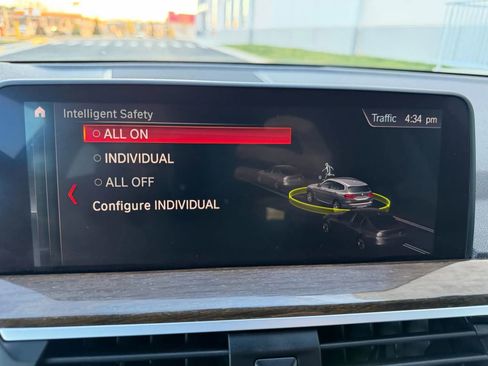 Intelligent Safety
Traffic 4:34 pm
ALL ON
INDIVIDUAL
ALL OFF
Configure INDIVIDUAL